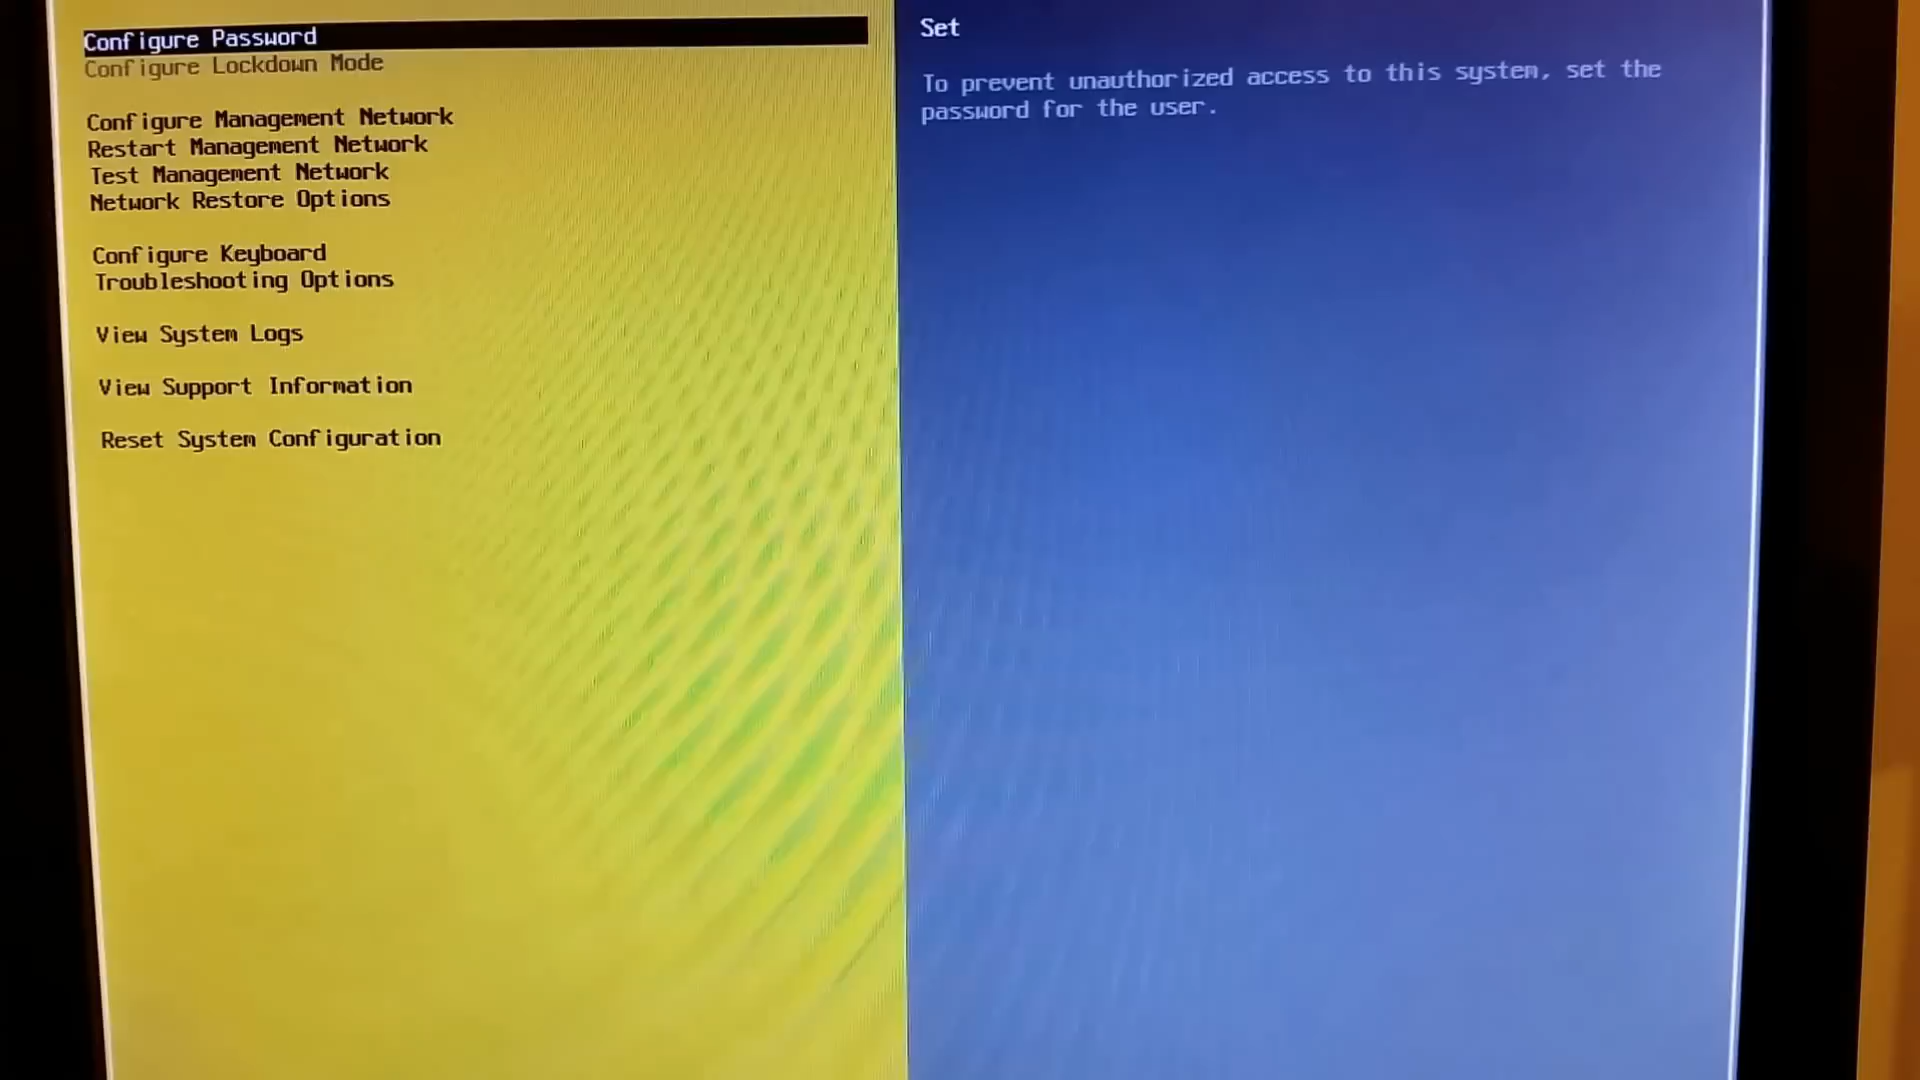 Configure Password
Configure Lockdown Mode
Configure Management Network
Restart Management Network
Test Management Network
Network Restore Options
Configure Keyboard
Troubleshooting Options
View System Logs
View Support Information
Reset System Configuration
Set
To prevent unauthorized access to this system, set the
password for the user.